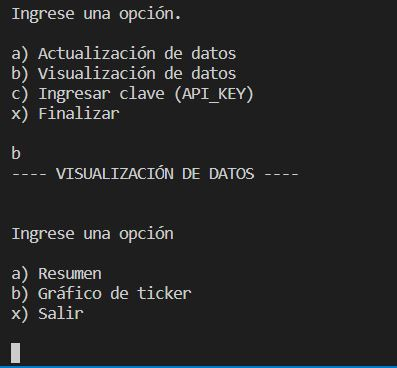 Ingrese una opción.
a) Actualización de datos
b) Visualización de datos
c) Ingresar clave (API_KEY)
x) Finalizar
b
---- VISUALIZACIÓN DE DATOS ----
Ingrese una opción
a) Resumen
b) Gráfico de ticker
x) Salir